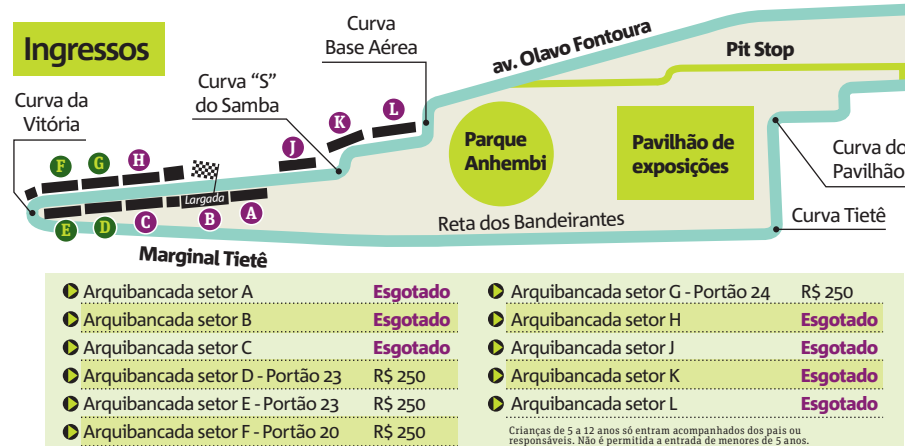 Ingressos
Curva
Base Aérea
av. Olavo Fontoura
Pit Stop
Curva “S”
do Samba
Curva da
Vitória
L
K
J
H
G
F
Largada
Parque
Anhembi
Pavilhão de
exposições
Curva do
Pavilhão
A
B
C
D
E
Reta dos Bandeirantes
Curva Tietê
Marginal Tietê
Arquibancada setor A Esgotado
Arquibancada setor B Esgotado
Arquibancada setor C Esgotado
Arquibancada setor D - Portão 23 R$ 250
Arquibancada setor E - Portão 23 R$ 250
Arquibancada setor F - Portão 20 R$ 250
Arquibancada setor G - Portão 24 R$ 250
Arquibancada setor H Esgotado
Arquibancada setor J Esgotado
Arquibancada setor K Esgotado
Arquibancada setor L Esgotado
Crianças de 5 a 12 anos só entram acompanhados dos pais ou
responsáveis. Não é permitida a entrada de menores de 5 anos.